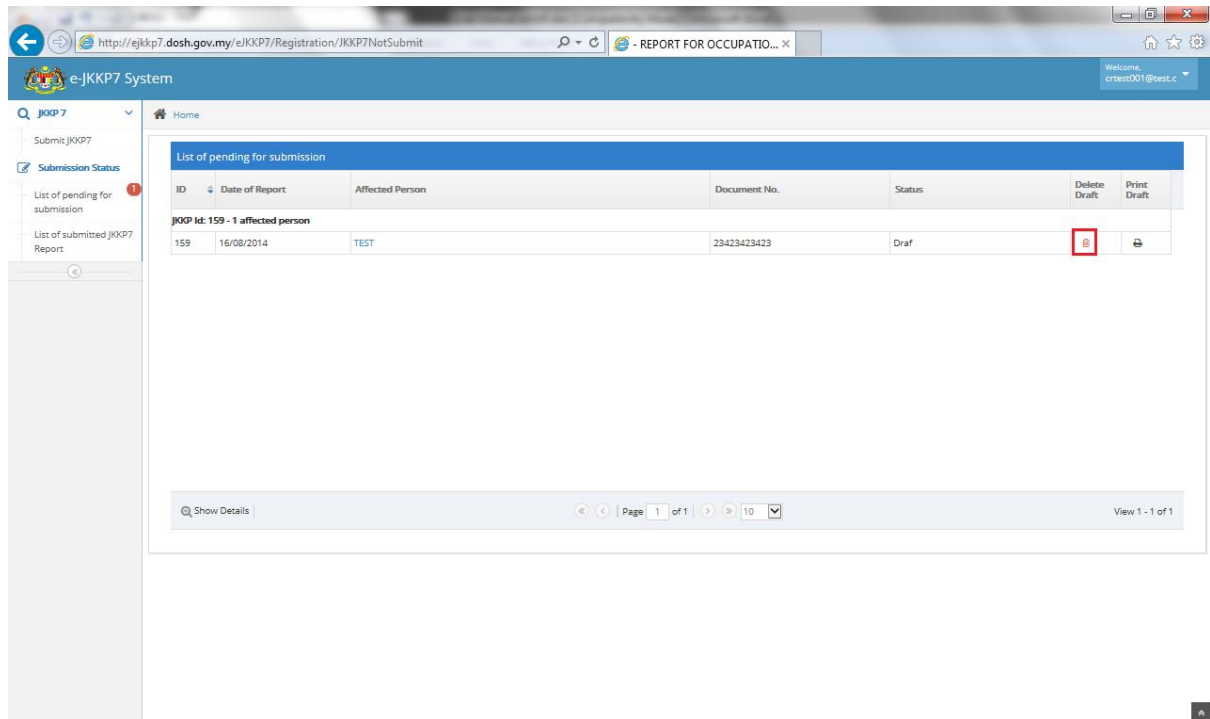 http://ejkkp7.dosh.gov.my/eJKKP7/Registration/JKKP7NotSubmit
- REPORT FOR OCCUPATIO...
e-JKKP7 System
Welcome,
crtest001@test.c
JKKP 7
Home
Submit JKKP7
Submission Status
List of pending for
submission
1
List of submitted JKKP7
Report
List of pending for submission
ID Date of Report Affected Person Document No. Status Delete Draft Print Draft
JKKP Id: 159 - 1 affected person
159 16/08/2014 TEST 23423423423 Draf
Show Details Page 1 of 1 10 View 1 - 1 of 1